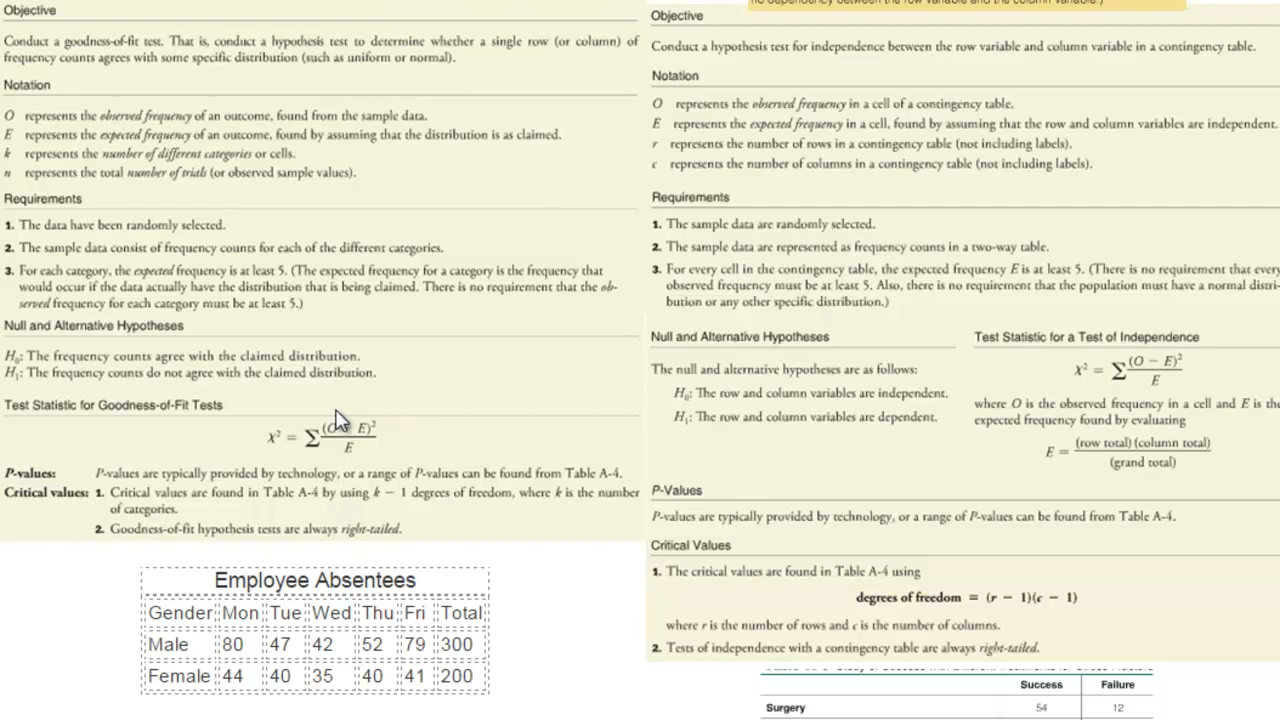 Objective
Conduct a goodness-of-fit test. That is, conduct a hypothesis test to determine whether a single row (or column) of
frequency counts agrees with some specific distribution (such as uniform or normal).
Notation
O represents the observed frequency of an outcome, found from the sample data.
E represents the expected frequency of an outcome, found by assuming that the distribution is as claimed.
k represents the number of different categories or cells.
n represents the total number of trials (or observed sample values).
Requirements
1. The data have been randomly selected.
2. The sample data consist of frequency counts for each of the different categories.
3. For each category, the expected frequency is at least 5. (The expected frequency for a category is the frequency that
would occur if the data actually have the distribution that is being claimed. There is no requirement that the ob-
served frequency for each category must be at least 5.)
Null and Alternative Hypotheses
H₀: The frequency counts agree with the claimed distribution.
H₁: The frequency counts do not agree with the claimed distribution.
Test Statistic for Goodness-of-Fit Tests
χ² = ∑ (O E)² / E
P-values: P-values are typically provided by technology, or a range of P-values can be found from Table A-4.
Critical values: 1. Critical values are found in Table A-4 by using k − 1 degrees of freedom, where k is the number
of categories.
2. Goodness-of-fit hypothesis tests are always right-tailed.
Employee Absentees
Gender Mon Tue Wed Thu Fri Total
Male 80 47 42 52 79 300
Female 44 40 35 40 41 200
no dependency between the row variable and the column variable.)
Objective
Conduct a hypothesis test for independence between the row variable and column variable in a contingency table.
Notation
O represents the observed frequency in a cell of a contingency table.
E represents the expected frequency in a cell, found by assuming that the row and column variables are independent.
r represents the number of rows in a contingency table (not including labels).
c represents the number of columns in a contingency table (not including labels).
Requirements
1. The sample data are randomly selected.
2. The sample data are represented as frequency counts in a two-way table.
3. For every cell in the contingency table, the expected frequency E is at least 5. (There is no requirement that every
observed frequency must be at least 5. Also, there is no requirement that the population must have a normal distri-
bution or any other specific distribution.)
Null and Alternative Hypotheses
The null and alternative hypotheses are as follows:
H₀: The row and column variables are independent.
H₁: The row and column variables are dependent.
Test Statistic for a Test of Independence
χ² = ∑ (O − E)² / E
where O is the observed frequency in a cell and E is the
expected frequency found by evaluating
E = (row total) (column total) / (grand total)
P-Values
P-values are typically provided by technology, or a range of P-values can be found from Table A-4.
Critical Values
1. The critical values are found in Table A-4 using
degrees of freedom = (r − 1)(c − 1)
where r is the number of rows and c is the number of columns.
2. Tests of independence with a contingency table are always right-tailed.
Success Failure
Surgery 54 12